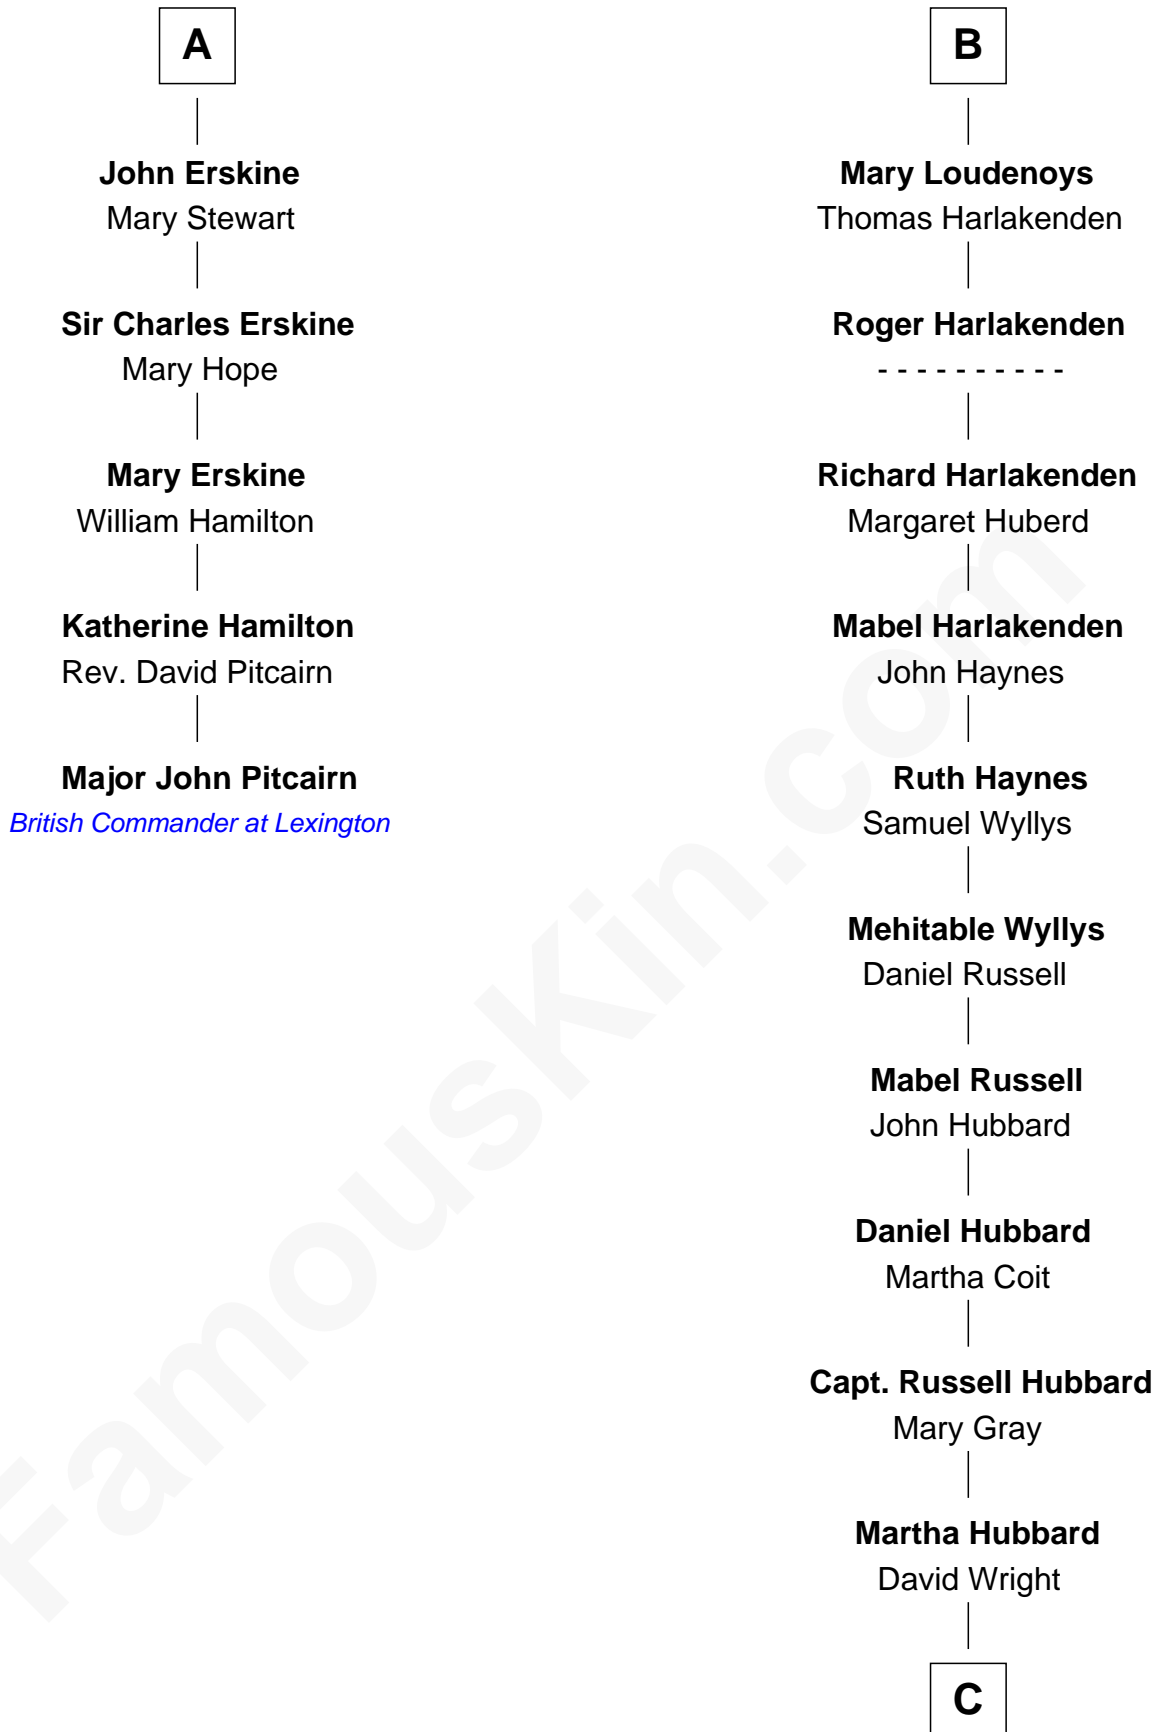 A
John Erskine
Mary Stewart
Sir Charles Erskine
Mary Hope
Mary Erskine
William Hamilton
Katherine Hamilton
Rev. David Pitcairn
Major John Pitcairn
British Commander at Lexington
B
Mary Loudenoys
Thomas Harlakenden
Roger Harlakenden
- - - - - - - - - -
Richard Harlakenden
Margaret Huberd
Mabel Harlakenden
John Haynes
Ruth Haynes
Samuel Wyllys
Mehitable Wyllys
Daniel Russell
Mabel Russell
John Hubbard
Daniel Hubbard
Martha Coit
Capt. Russell Hubbard
Mary Gray
Martha Hubbard
David Wright
C
FamousKin.com